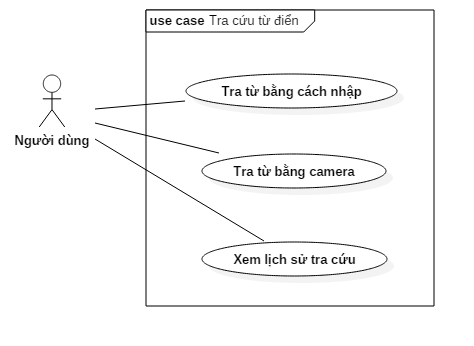 use case Tra cứu từ điển
Tra từ bằng cách nhập
Người dùng
Tra từ bằng camera
Xem lịch sử tra cứu